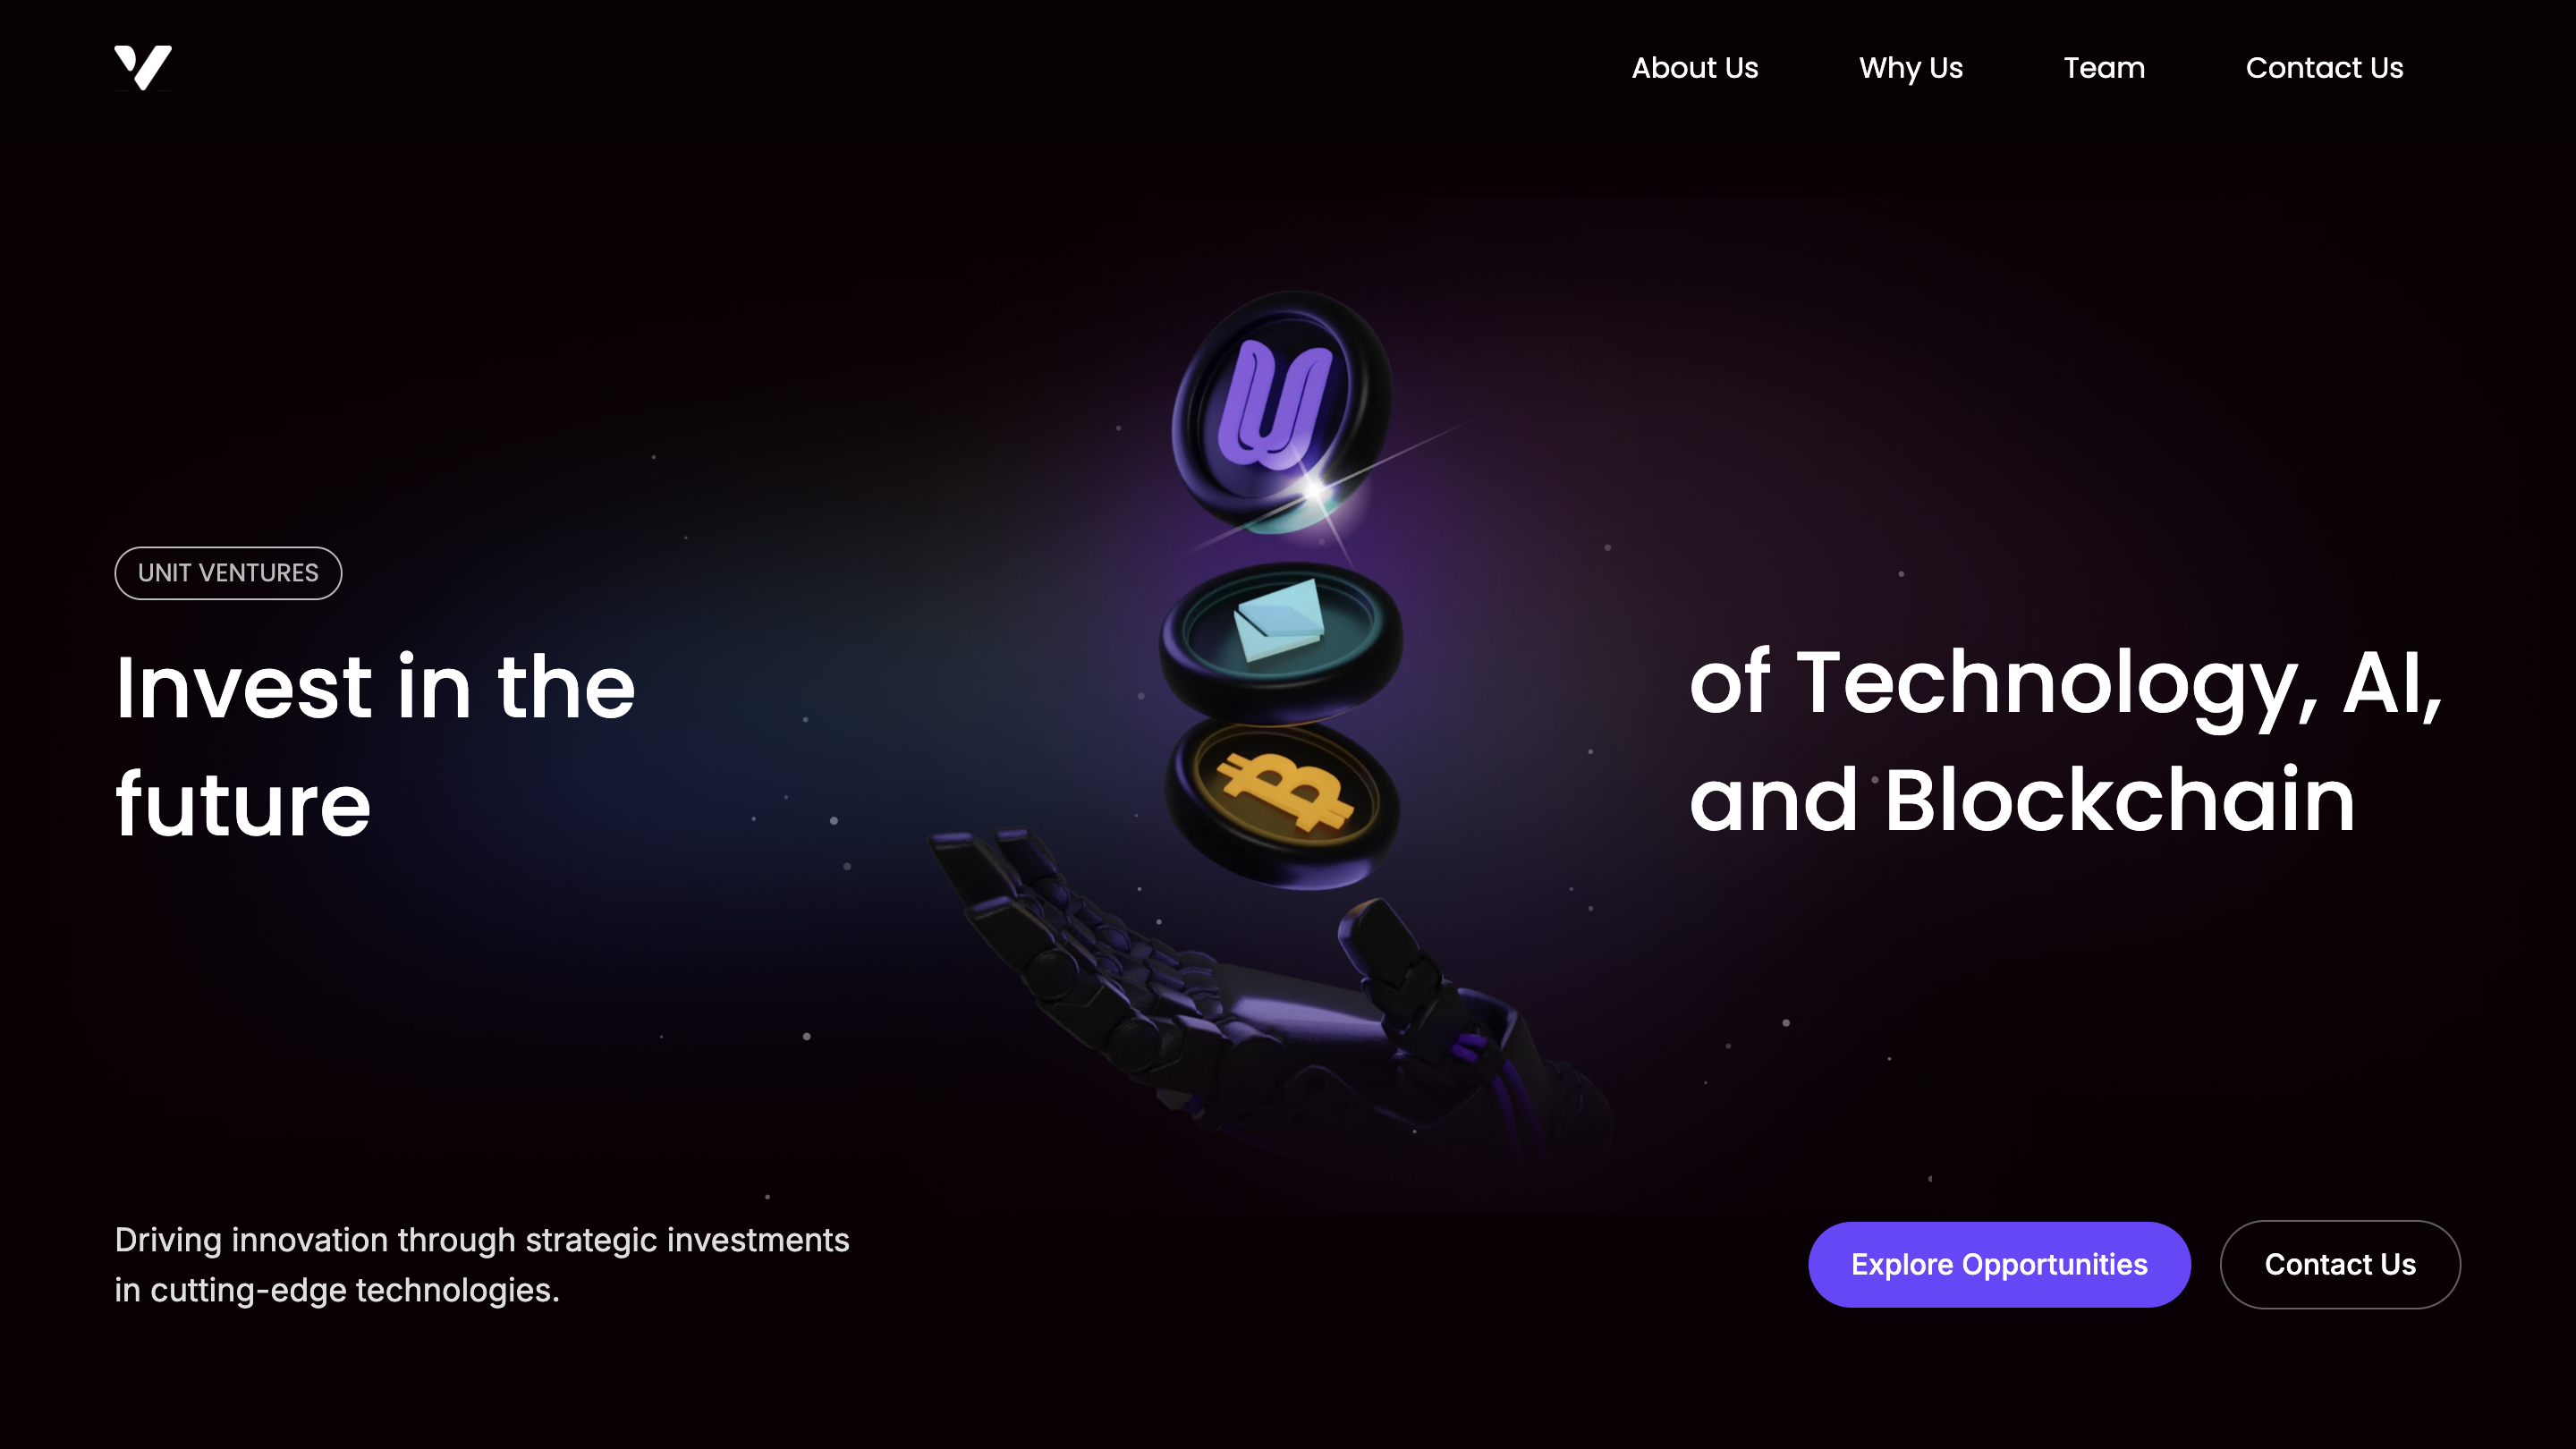 About Us
Why Us
Team
Contact Us
UNIT VENTURES
Invest in the
future
of Technology, AI,
and Blockchain
Driving innovation through strategic investments
in cutting-edge technologies.
Explore Opportunities
Contact Us